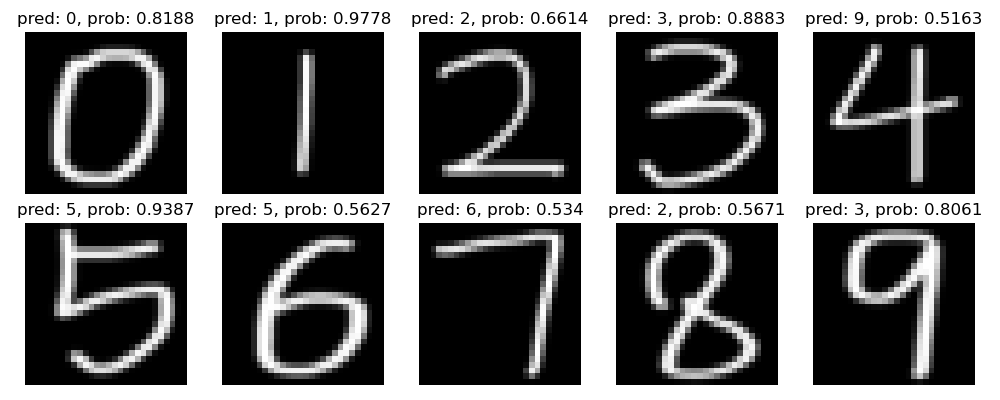 pred: 0, prob: 0.8188 pred: 1, prob: 0.9778 pred: 2, prob: 0.6614 pred: 3, prob: 0.8883 pred: 9, prob: 0.5163
0 1 2 3 4
pred: 5, prob: 0.9387 pred: 5, prob: 0.5627 pred: 6, prob: 0.534 pred: 2, prob: 0.5671 pred: 3, prob: 0.8061
5 6 7 8 9